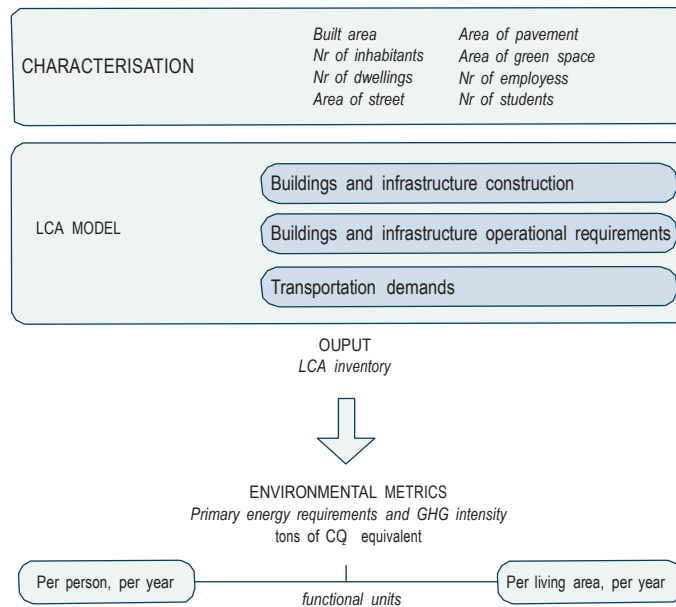 CHARACTERISATION
Built area
Nr of inhabitants
Nr of dwellings
Area of street
Area of pavement
Area of green space
Nr of employess
Nr of students
LCA MODEL
Buildings and infrastructure construction
Buildings and infrastructure operational requirements
Transportation demands
OUPUT
LCA inventory
ENVIRONMENTAL METRICS
Primary energy requirements and GHG intensity
tons of CO2 equivalent
Per person, per year
functional units
Per living area, per year